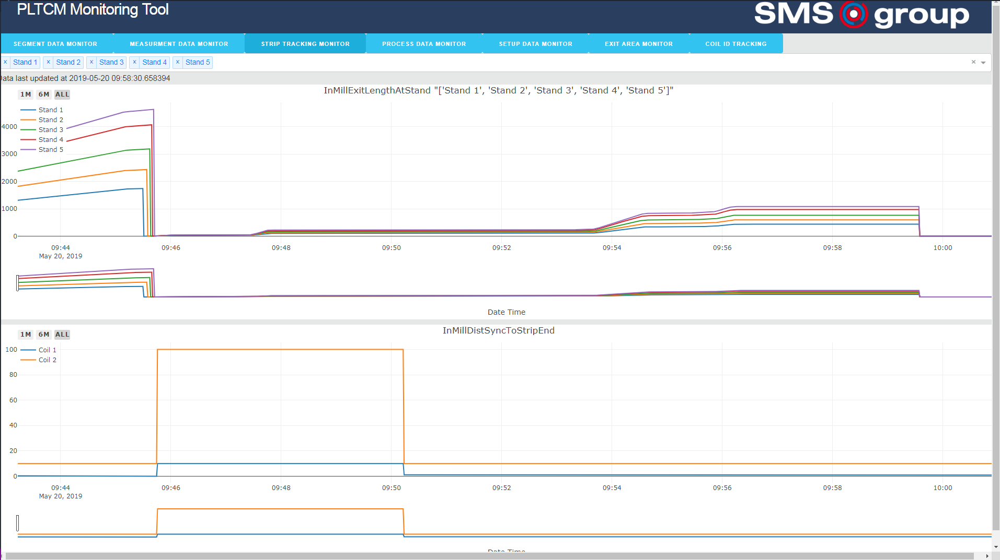 PLTCM Monitoring Tool
SMS group
SEGMENT DATA MONITOR MEASURMENT DATA MONITOR STRIP TRACKING MONITOR PROCESS DATA MONITOR SETUP DATA MONITOR EXIT AREA MONITOR COIL ID TRACKING
× Stand 1 × Stand 2 × Stand 3 × Stand 4 × Stand 5 ×
Data last updated at 2019-05-20 09:58:30.658394
InMillExitLengthAtStand "['Stand 1', 'Stand 2', 'Stand 3', 'Stand 4', 'Stand 5']"
1M 6M ALL
Stand 1
Stand 2
Stand 3
Stand 4
Stand 5
4000
3000
2000
1000
0
09:44 09:46 09:48 09:50 09:52 09:54 09:56 09:58 10:00
May 20, 2019
Date Time
InMillDistSyncToStripEnd
1M 6M ALL
Coil 1
Coil 2
100
80
60
40
20
0
09:44 09:46 09:48 09:50 09:52 09:54 09:56 09:58 10:00
May 20, 2019
Date Time